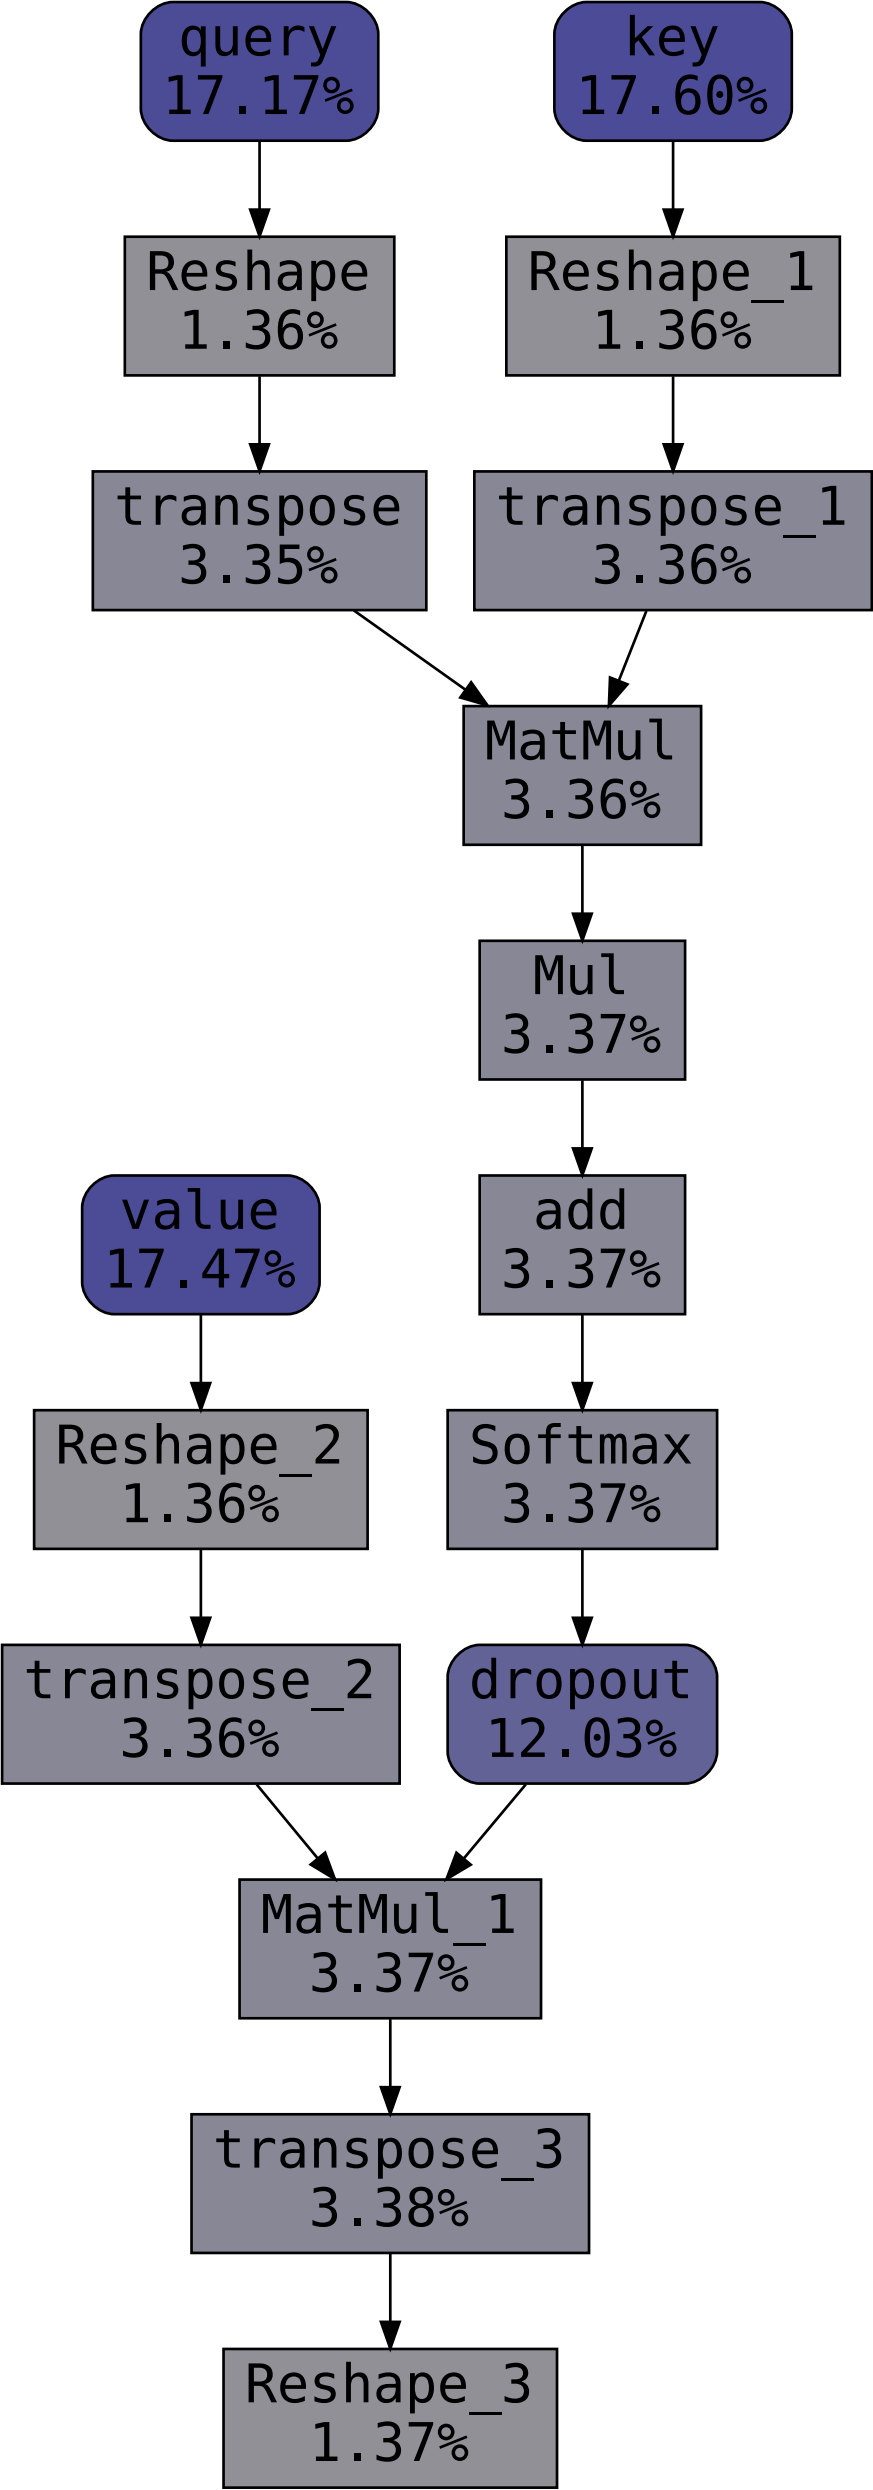 query
17.17%
key
17.60%
Reshape
1.36%
Reshape_1
1.36%
transpose
3.35%
transpose_1
3.36%
MatMul
3.36%
Mul
3.37%
value
17.47%
add
3.37%
Reshape_2
1.36%
Softmax
3.37%
transpose_2
3.36%
dropout
12.03%
MatMul_1
3.37%
transpose_3
3.38%
Reshape_3
1.37%